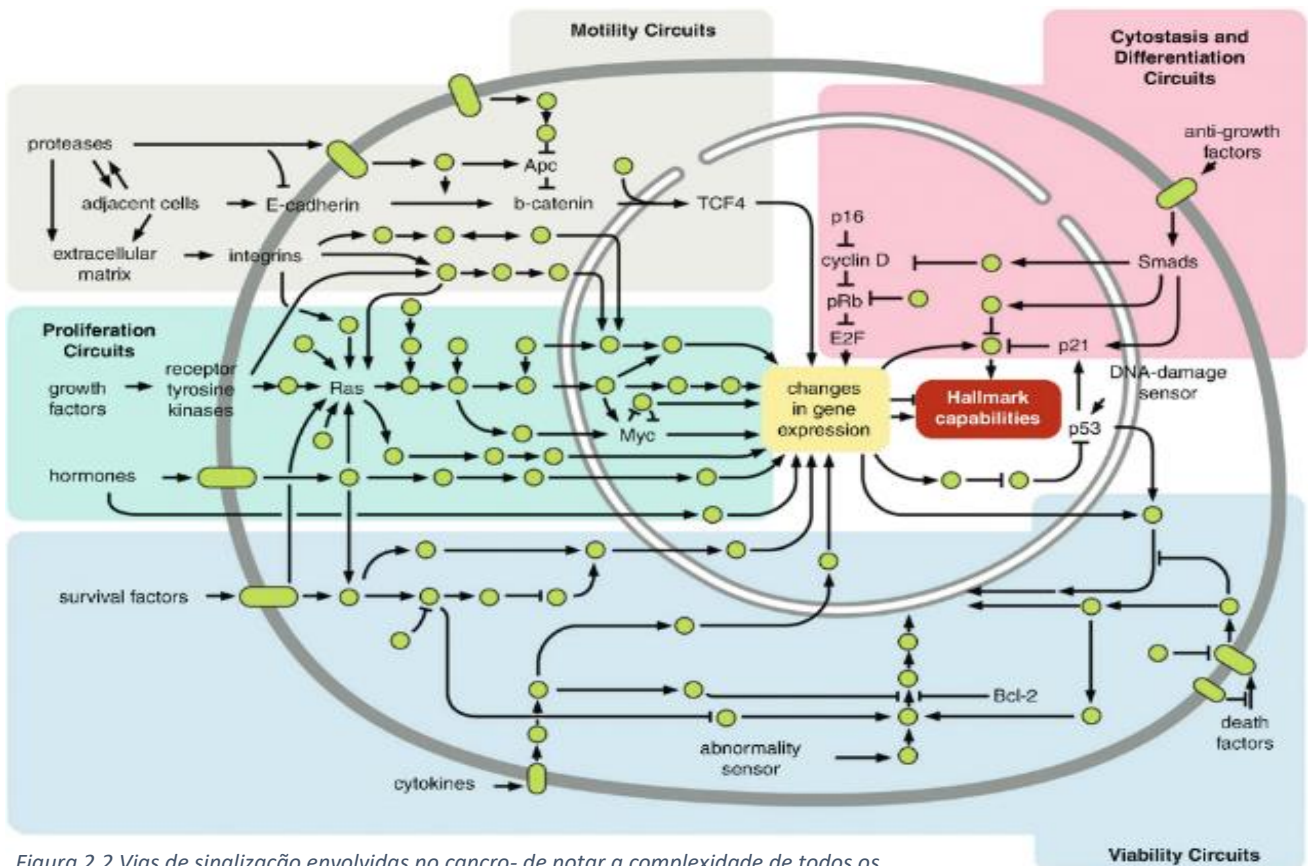 Motility Circuits
Cytostasis and
Differentiation
Circuits
proteases
anti-growth
factors
Apc
adjacent cells
E-cadherin
b-catenin
TCF4
p16
extracellular
matrix
integrins
cyclin D
Smads
pRb
Proliferation
Circuits
E2F
p21
growth
factors
receptor
tyrosine
kinases
Ras
changes
in gene
expression
Hallmark
capabilities
DNA-damage
sensor
p53
Myc
hormones
survival factors
Bcl-2
abnormality
sensor
death
factors
cytokines
Viability Circuits
Figura 2.2 Vias de sinalização envolvidas no cancro- de notar a complexidade de todos os